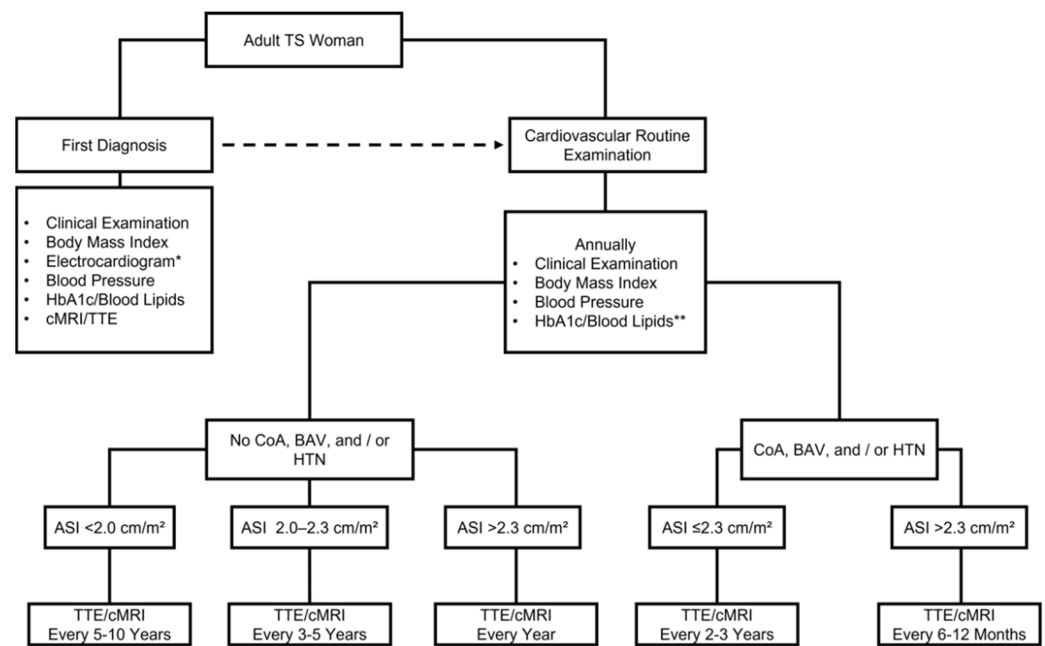 Adult TS Woman
First Diagnosis
Cardiovascular Routine
Examination
• Clinical Examination
• Body Mass Index
• Electrocardiogram*
• Blood Pressure
• HbA1c/Blood Lipids
• cMRI/TTE
Annually
• Clinical Examination
• Body Mass Index
• Blood Pressure
• HbA1c/Blood Lipids**
No CoA, BAV, and / or
HTN
CoA, BAV, and / or HTN
ASI <2.0 cm/m²
ASI 2.0–2.3 cm/m²
ASI >2.3 cm/m²
ASI ≤2.3 cm/m²
ASI >2.3 cm/m²
TTE/cMRI
Every 5-10 Years
TTE/cMRI
Every 3-5 Years
TTE/cMRI
Every Year
TTE/cMRI
Every 2-3 Years
TTE/cMRI
Every 6-12 Months